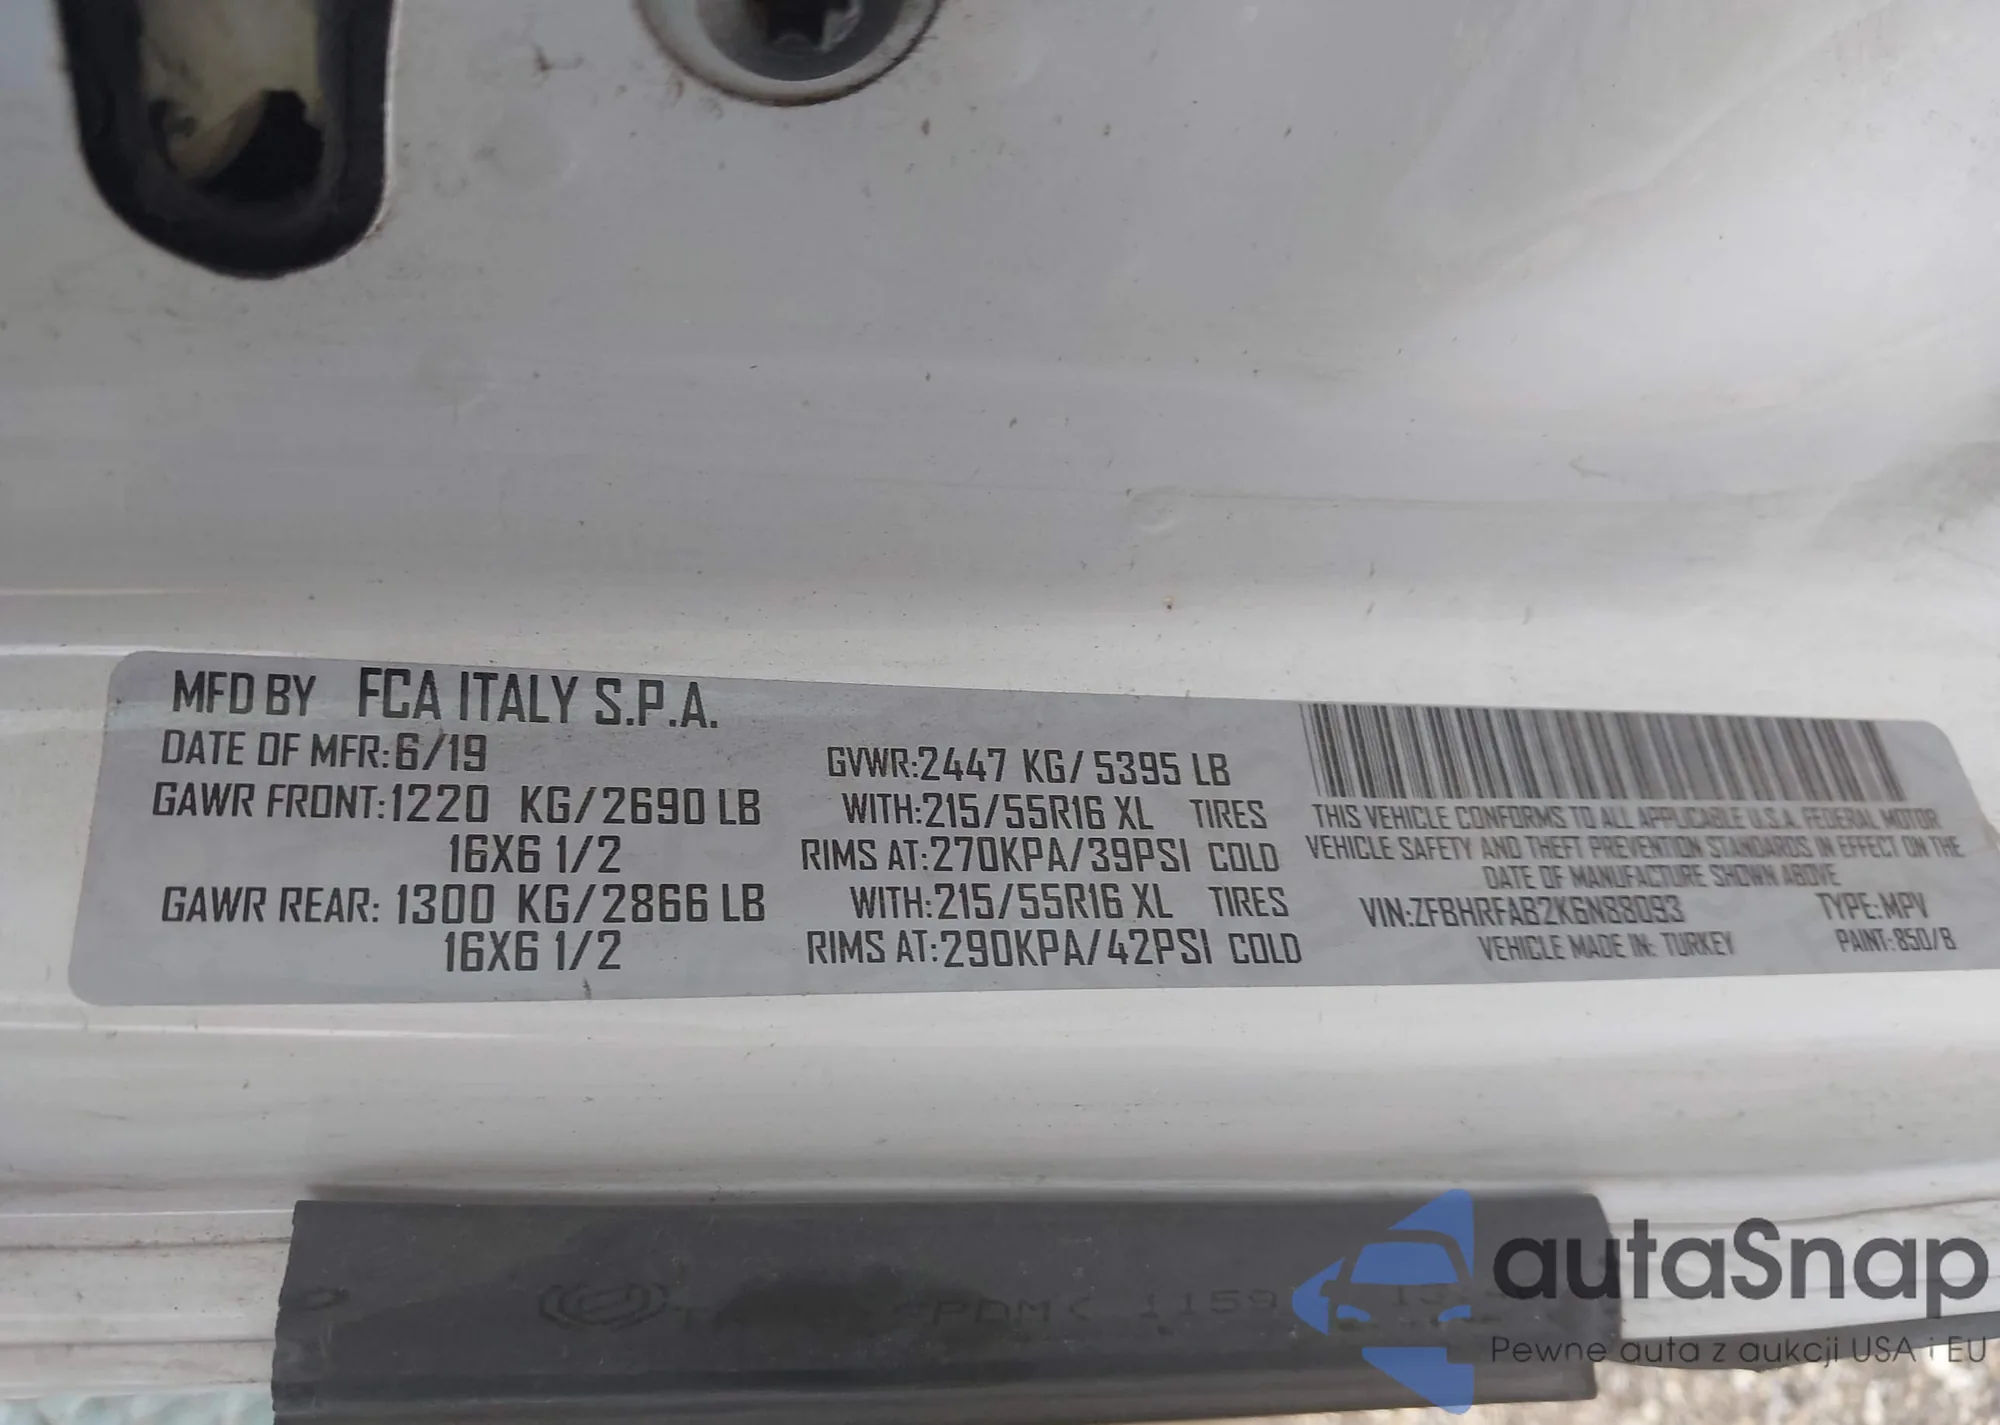 MFD BY FCA ITALY S.P.A.
DATE OF MFR:6/19
GAWR FRONT:1220 KG/2690 LB
16X6 1/2
GAWR REAR: 1300 KG/2866 LB
16X6 1/2
GVWR:2447 KG/5395 LB
WITH:215/55R16 XL TIRES
RIMS AT:270KPA/39PSI COLD
WITH:215/55R16 XL TIRES
RIMS AT:290KPA/42PSI COLD
THIS VEHICLE CONFORMS TO ALL APPLICABLE U.S.A. FEDERAL MOTOR
VEHICLE SAFETY AND THEFT PREVENTION STANDARDS IN EFFECT ON THE
DATE OF MANUFACTURE SHOWN ABOVE
VIN:ZFBHRFAB2K6N88093 TYPE:MPV
VEHICLE MADE IN: TURKEY PAINT:850/B
autaSnap
Pewne auta z aukcji USA i EU